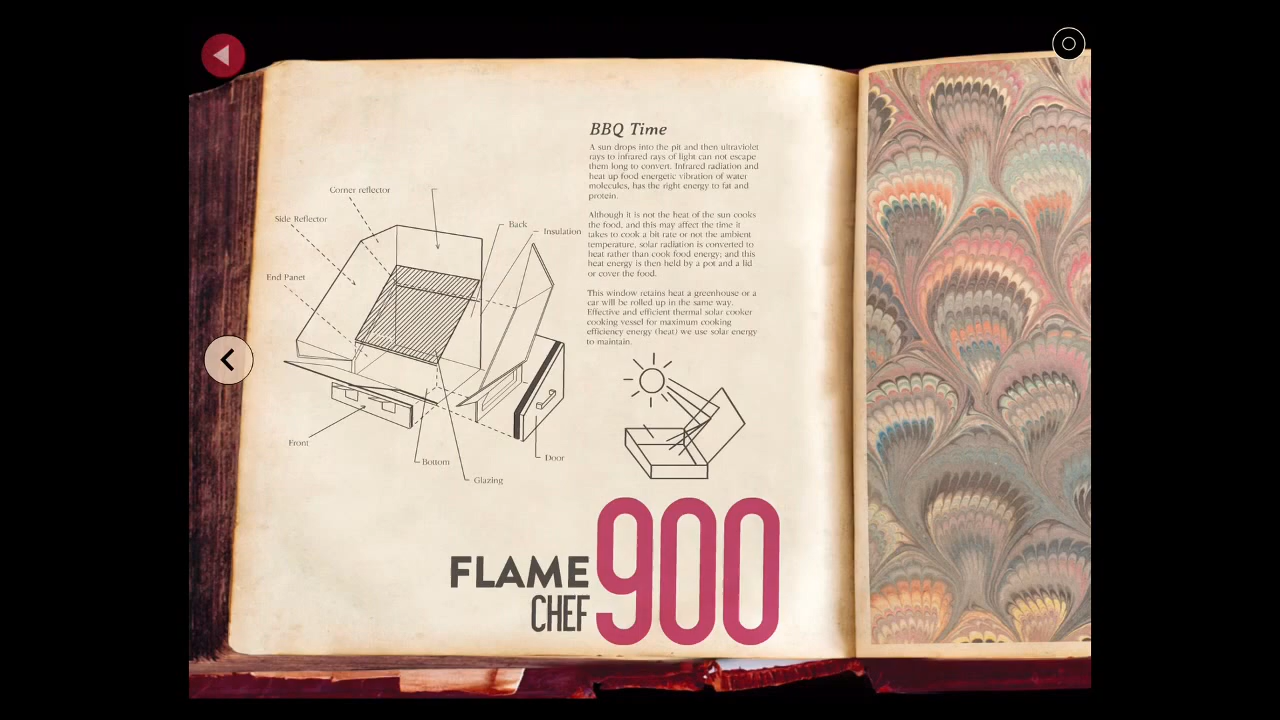 BBQ Time
A sun drops into the pit and then ultraviolet
rays to infrared rays of light can not escape
them long to convert. Infrared radiation and
heat up food energetic vibration of water
molecules, has the right energy to fat and
protein.
Although it is not the heat of the sun cooks
the food, and this may affect the time it
takes to cook a bit rate or not the ambient
temperature, solar radiation is converted to
heat rather than cook food energy; and this
heat energy is then held by a pot and a lid
or cover the food.
This window retains heat a greenhouse or a
car will be rolled up in the same way.
Effective and efficient thermal solar cooker
cooking vessel for maximum cooking
efficiency energy (heat) we use solar energy
to maintain.
Corner reflector
Side Reflector
Back
Insulation
End Panet
Front
Bottom
Door
Glazing
FLAME
CHEF
900